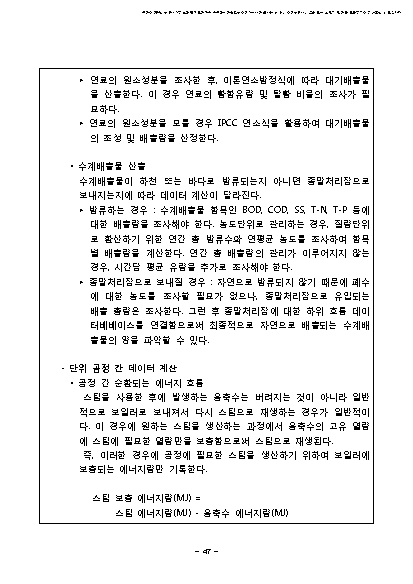 • 연료의 원소성분을 조사한 후, 이론연소방정식에 따라 대기배출물
을 산출한다. 이 경우 연료의 함황유량 및 탈황 비율의 조사가 필
요하다.
• 연료의 원소성분을 모를 경우 IPCC 연소식을 활용하여 대기배출물
의 조성 및 배출량을 산정한다.
• 수계배출물 산출
수계배출물이 하천 또는 바다로 방류되는지 아니면 종말처리장으로
보내지는지에 따라 데이터 계산이 달라진다.
• 방류하는 경우 : 수계배출물 항목인 BOD, COD, SS, T-N, T-P 등에
대한 배출량을 조사해야 한다. 농도단위로 관리하는 경우, 질량단위
로 환산하기 위한 연간 총 방류수와 연평균 농도를 조사하여 항목
별 배출량을 계산한다. 연간 총 배출량의 관리가 이루어지지 않는
경우, 시간당 평균 유량을 추가로 조사해야 한다.
• 종말처리장으로 보내질 경우 : 자연으로 방류되지 않기 때문에 폐수
에 대한 농도를 조사할 필요가 없으나, 종말처리장으로 유입되는
배출 총량은 조사한다. 그런 후 종말처리장에 대한 하위 흐름 데이
터베베이스를 연결함으로써 최종적으로 자연으로 배출되는 수계배
출물의 양을 파악할 수 있다.
- 단위 공정 간 데이터 계산
• 공정 간 순환되는 에너지 흐름
스팀을 사용한 후에 발생하는 응축수는 버려지는 것이 아니라 일반
적으로 보일러로 보내져서 다시 스팀으로 재생하는 경우가 일반적이
다. 이 경우에 원하는 스팀을 생산하는 과정에서 응축수의 고유 열량
에 스팀에 필요한 열량만을 보충함으로써 스팀으로 재생된다.
즉, 이러한 경우에 공정에 필요한 스팀을 생산하기 위하여 보일러에
보충되는 에너지량만 기록한다.
스팀 보충 에너지량(MJ) =
스팀 에너지량(MJ) - 응축수 에너지량(MJ)
- 47 -